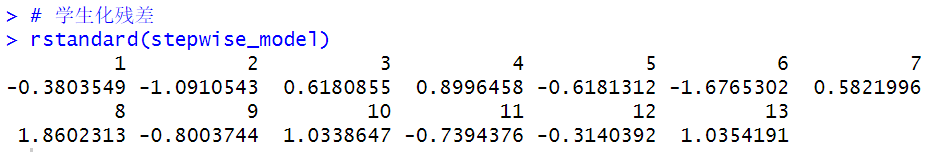 > # 学生化残差
> rstandard(stepwise_model)
1 2 3 4 5 6 7
-0.3803549 -1.0910543 0.6180855 0.8996458 -0.6181312 -1.6765302 0.5821996
8 9 10 11 12 13
1.8602313 -0.8003744 1.0338647 -0.7394376 -0.3140392 1.0354191